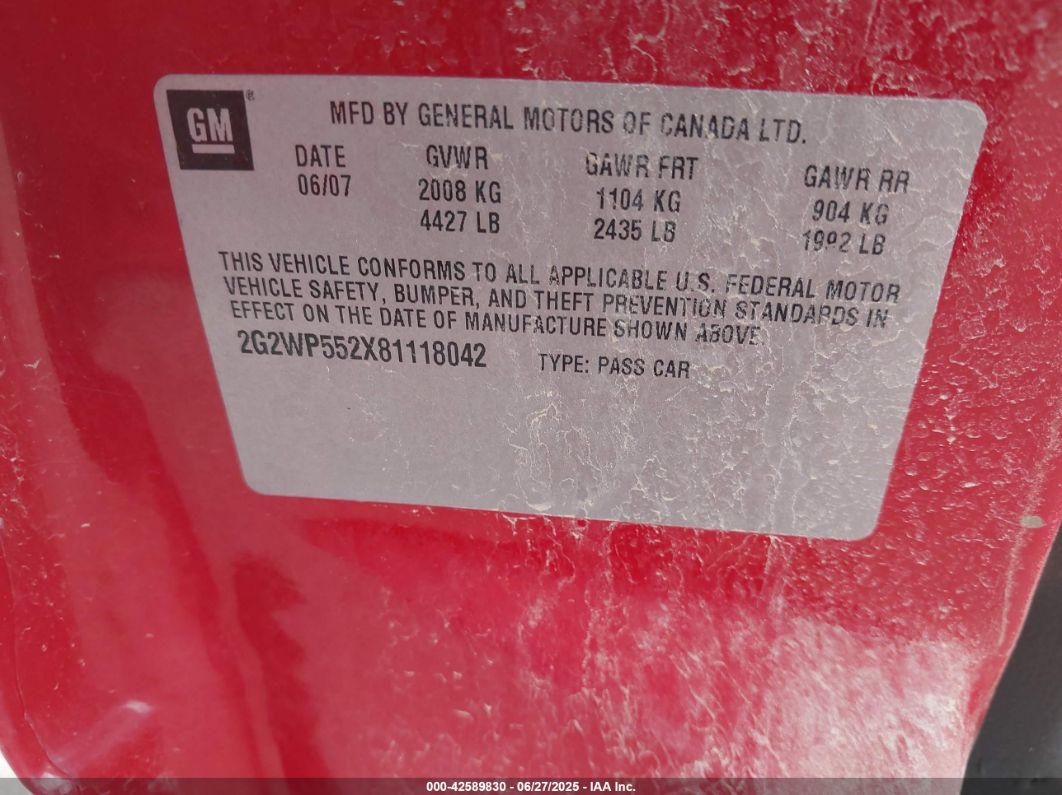 GM®
MFD BY GENERAL MOTORS OF CANADA LTD.
DATE GVWR GAWR FRT GAWR RR
06/07 2008 KG 1104 KG 904 KG
4427 LB 2435 LB 1992 LB
THIS VEHICLE CONFORMS TO ALL APPLICABLE U.S. FEDERAL MOTOR
VEHICLE SAFETY, BUMPER, AND THEFT PREVENTION STANDARDS IN
EFFECT ON THE DATE OF MANUFACTURE SHOWN ABOVE.
2G2WP552X81118042 TYPE: PASS CAR
000-42589830 - 06/27/2025 - IAA Inc.